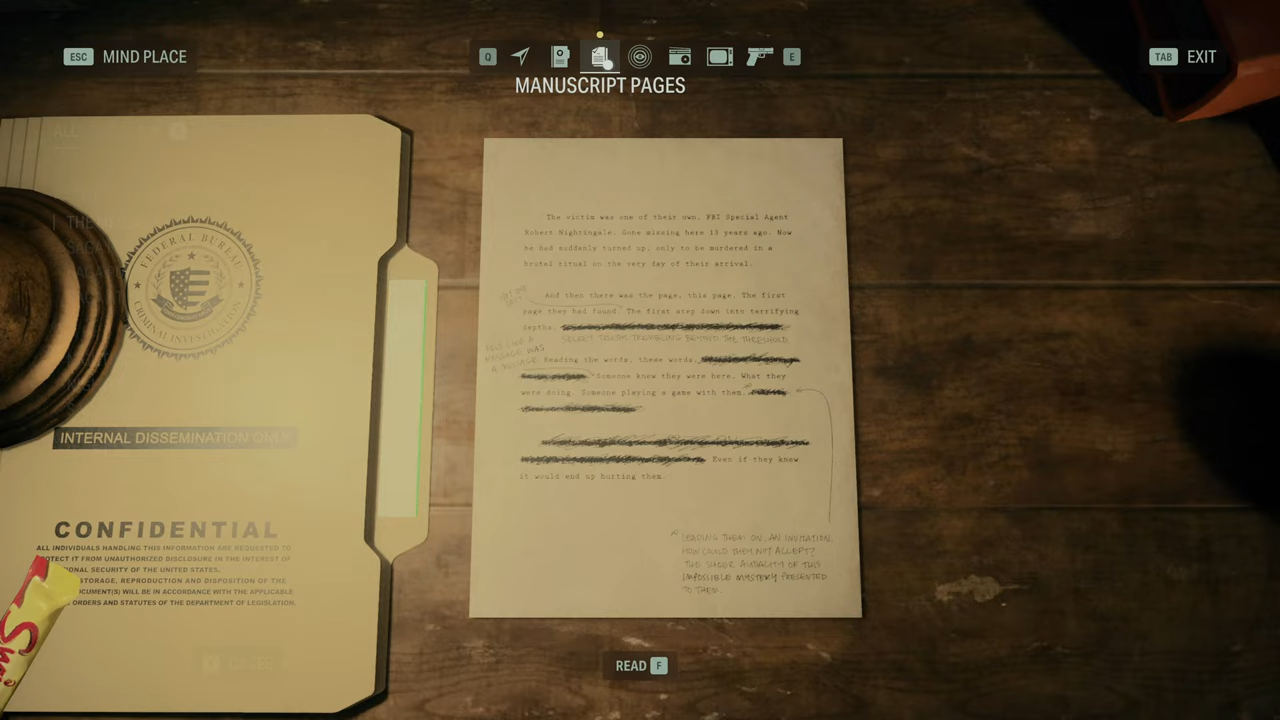 ESC MIND PLACE
Q
E
TAB EXIT
MANUSCRIPT PAGES
ALL
FEDERAL BUREAU
CRIMINAL INVESTIGATION
INTERNAL DISSEMINATION ONLY
CONFIDENTIAL
ALL INDIVIDUALS HANDLING THIS INFORMATION ARE REQUESTED TO
PROTECT IT FROM UNAUTHORIZED DISCLOSURE IN THE INTEREST OF
ONAL SECURITY OF THE UNITED STATES.
STORAGE, REPRODUCTION AND DISPOSITION OF THE
DOCUMENT(S) WILL BE IN ACCORDANCE WITH THE APPLICABLE
ORDERS AND STATUTES OF THE DEPARTMENT OF LEGISLATION.
The victim was one of their own. FBI Special Agent
Robert Nightingale. Gone missing here 13 years ago. Now
he had suddenly turned up, only to be murdered in a
brutal ritual on the very day of their arrival.
And then there was the page, this page. The first
page they had found. The first step down into terrifying
depths.
SECRET TRUTHS TRAVELING BEYOND THE THRESHOLD
FELT LIKE A
MESSAGE, WAS
A MESSAGE.
Reading the words, these words,
Someone knew they were here. What they
were doing. Someone playing a game with them.
Even if they knew
it would end up hurting them.
LEADING THEM ON, AN INVITATION.
HOW COULD THEY NOT ACCEPT?
THE SHEER AUDACITY OF THIS
IMPOSSIBLE MYSTERY PRESENTED
TO THEM.
READ F